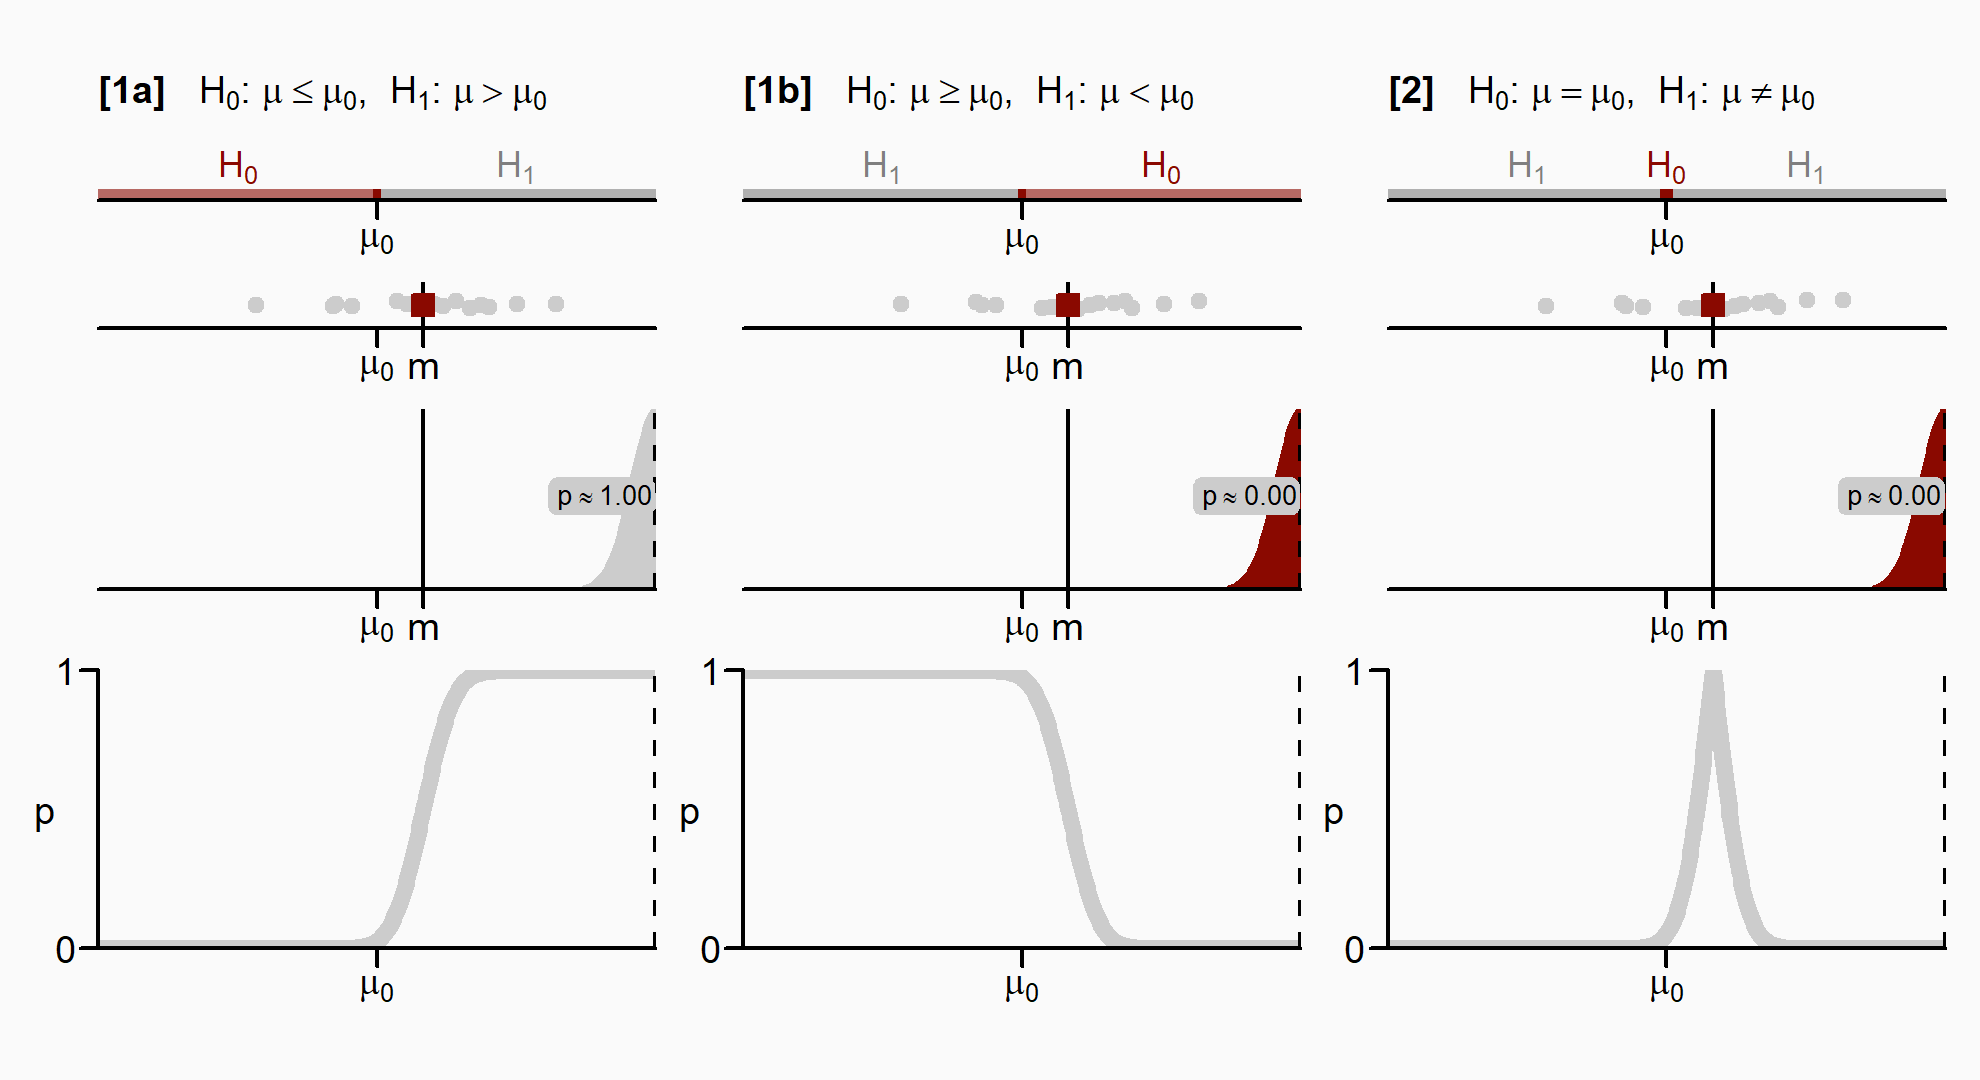 [1a] H₀: μ ≤ μ₀, H₁: μ > μ₀
H₀ H₁
μ₀
μ₀ m
p ≈ 1.00
μ₀ m
1
p
0
μ₀
[1b] H₀: μ ≥ μ₀, H₁: μ < μ₀
H₁ H₀
μ₀
μ₀ m
p ≈ 0.00
μ₀ m
1
p
0
μ₀
[2] H₀: μ = μ₀, H₁: μ ≠ μ₀
H₁ H₀ H₁
μ₀
μ₀ m
p ≈ 0.00
μ₀ m
1
p
0
μ₀